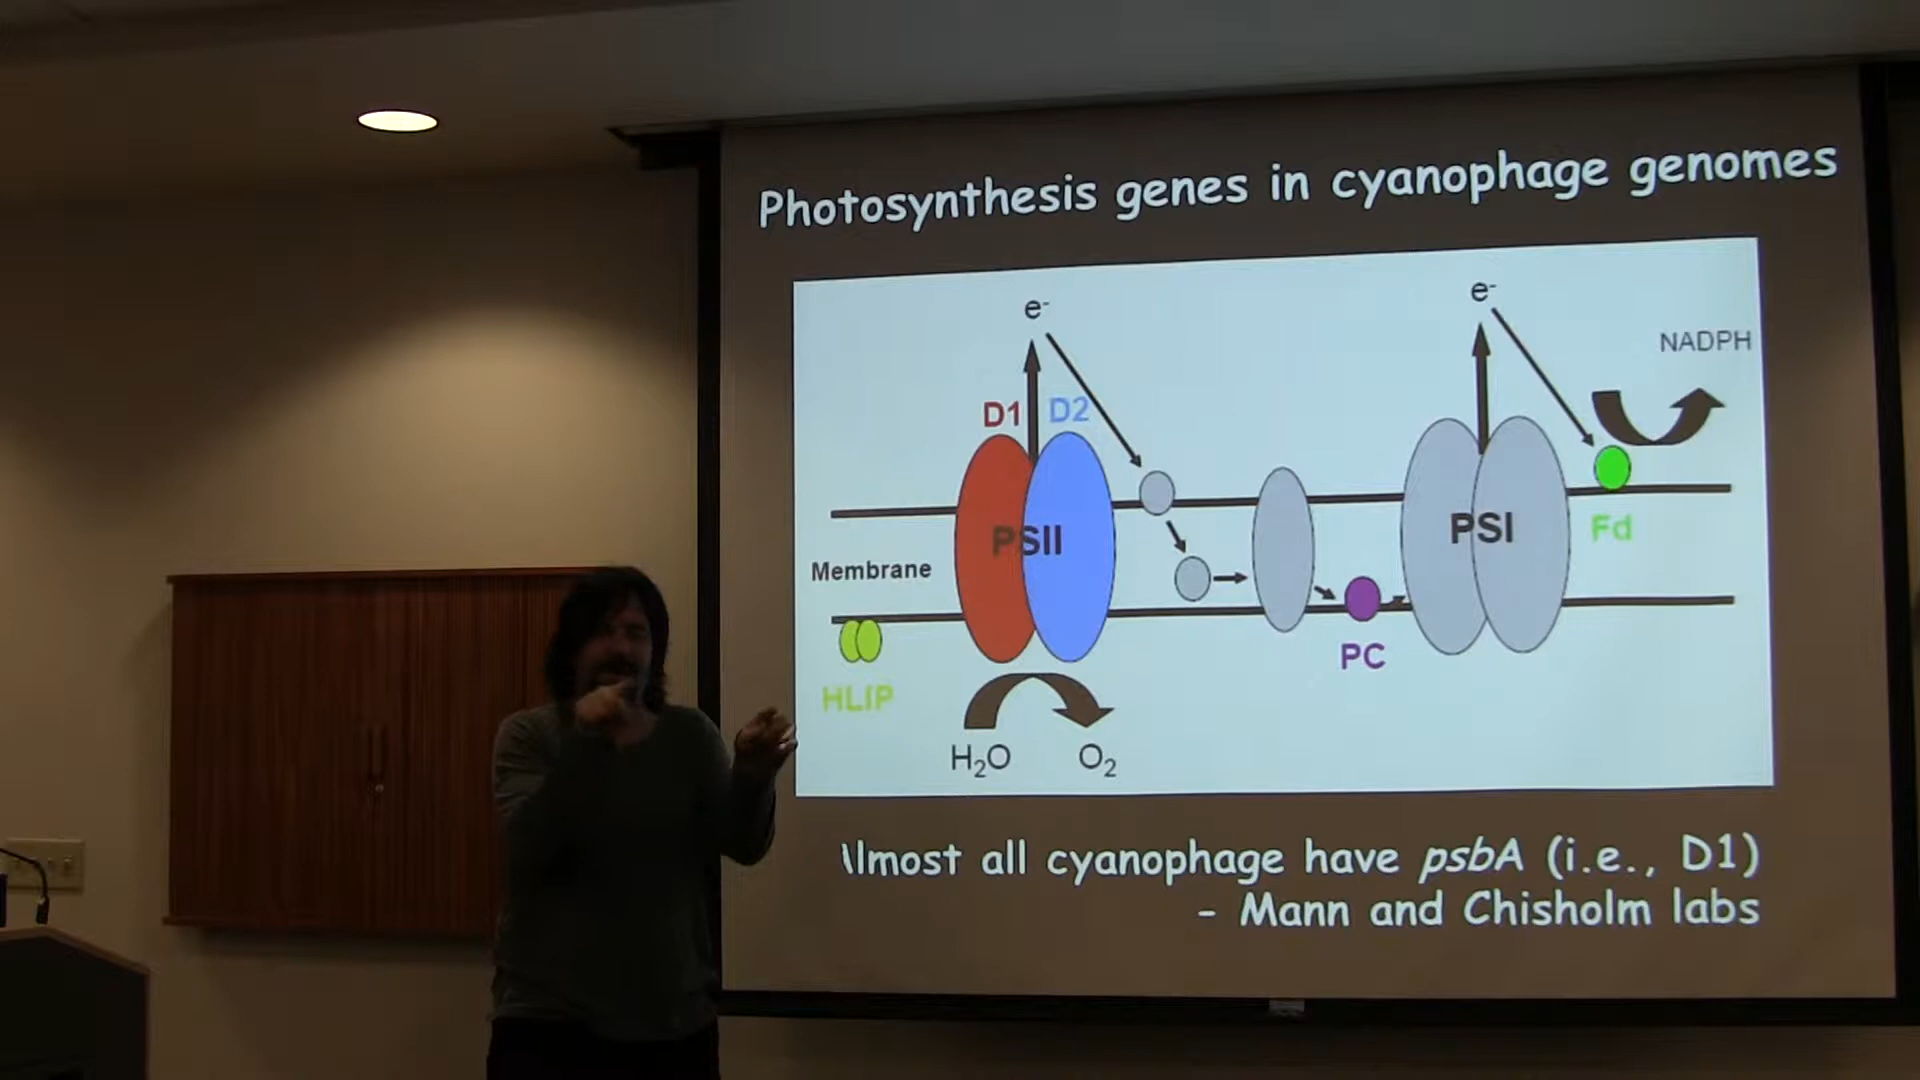 Photosynthesis genes in cyanophage genomes
e-
e-
NADPH
D1
D2
PSII
PSI
Fd
Membrane
PC
HLIP
H2O
O2
lmost all cyanophage have psbA (i.e., D1)
- Mann and Chisholm labs